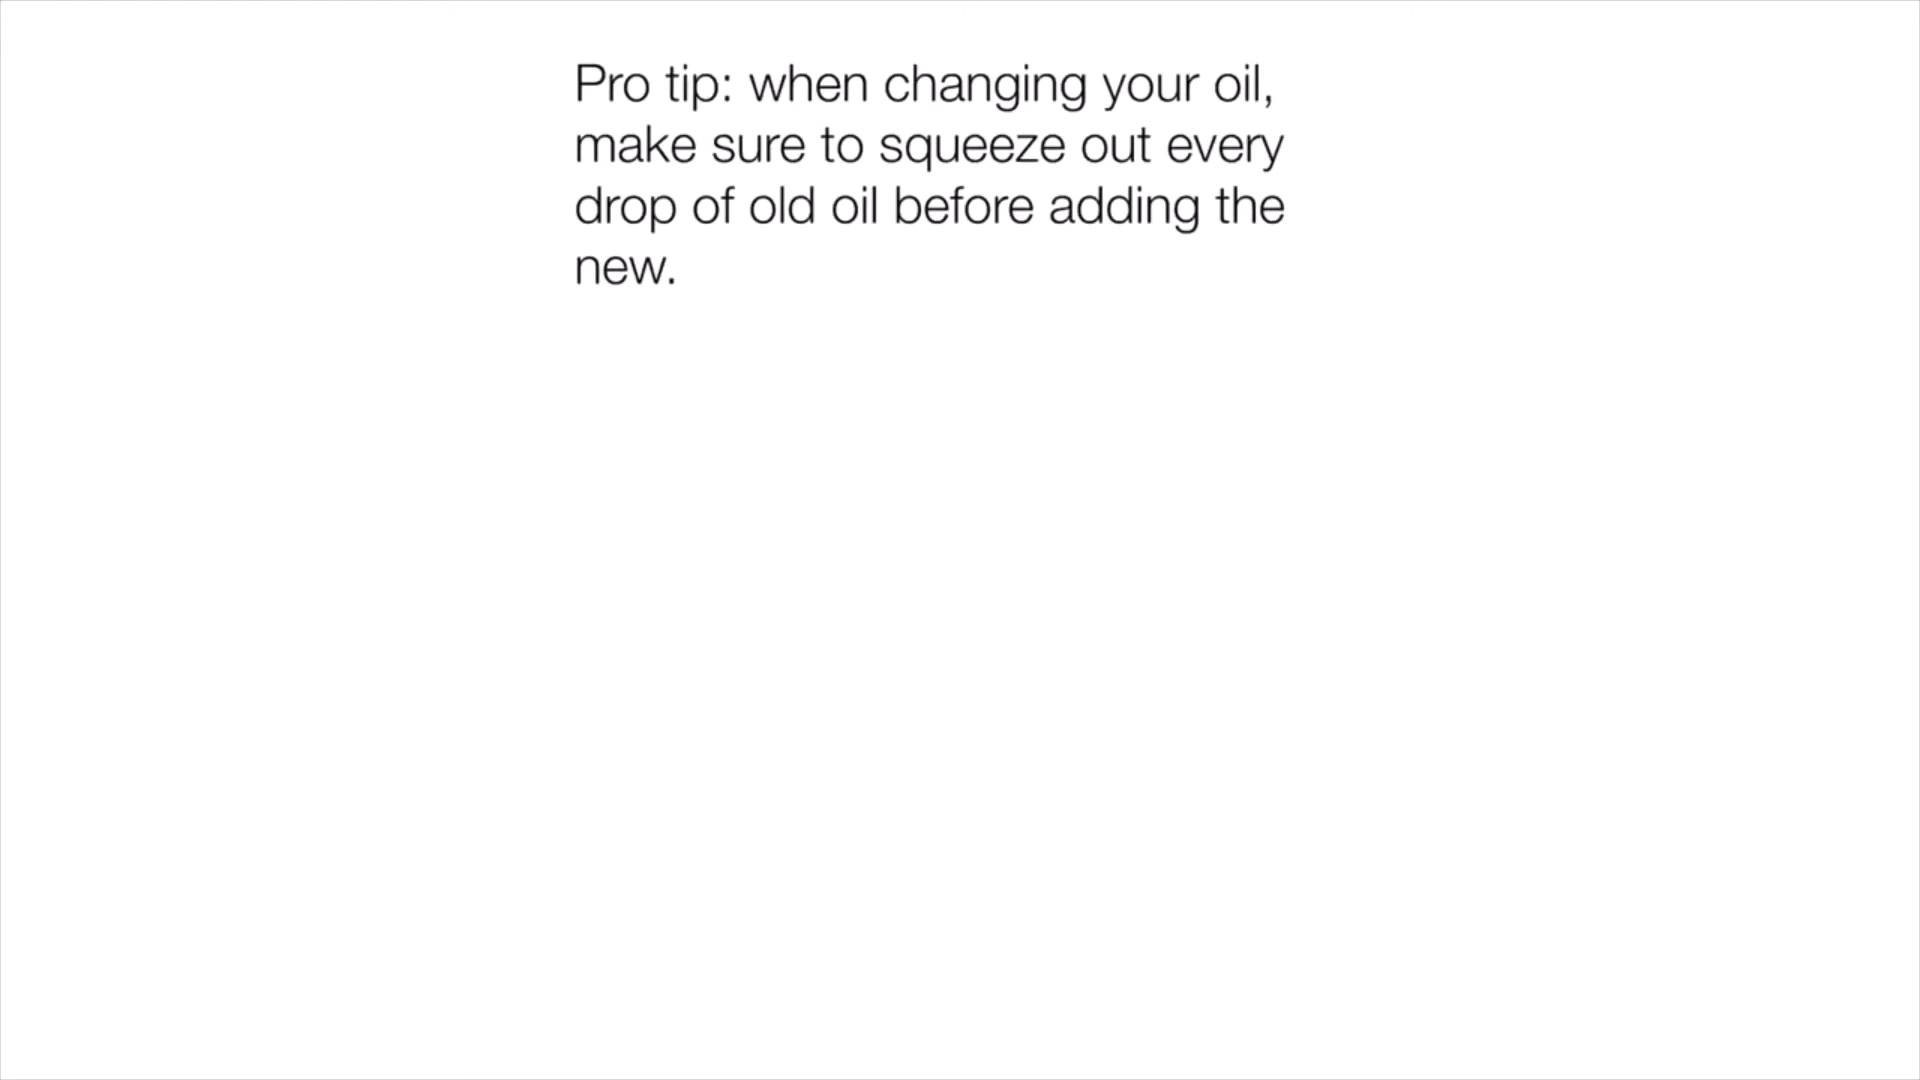 Pro tip: when changing your oil,
make sure to squeeze out every
drop of old oil before adding the
new.